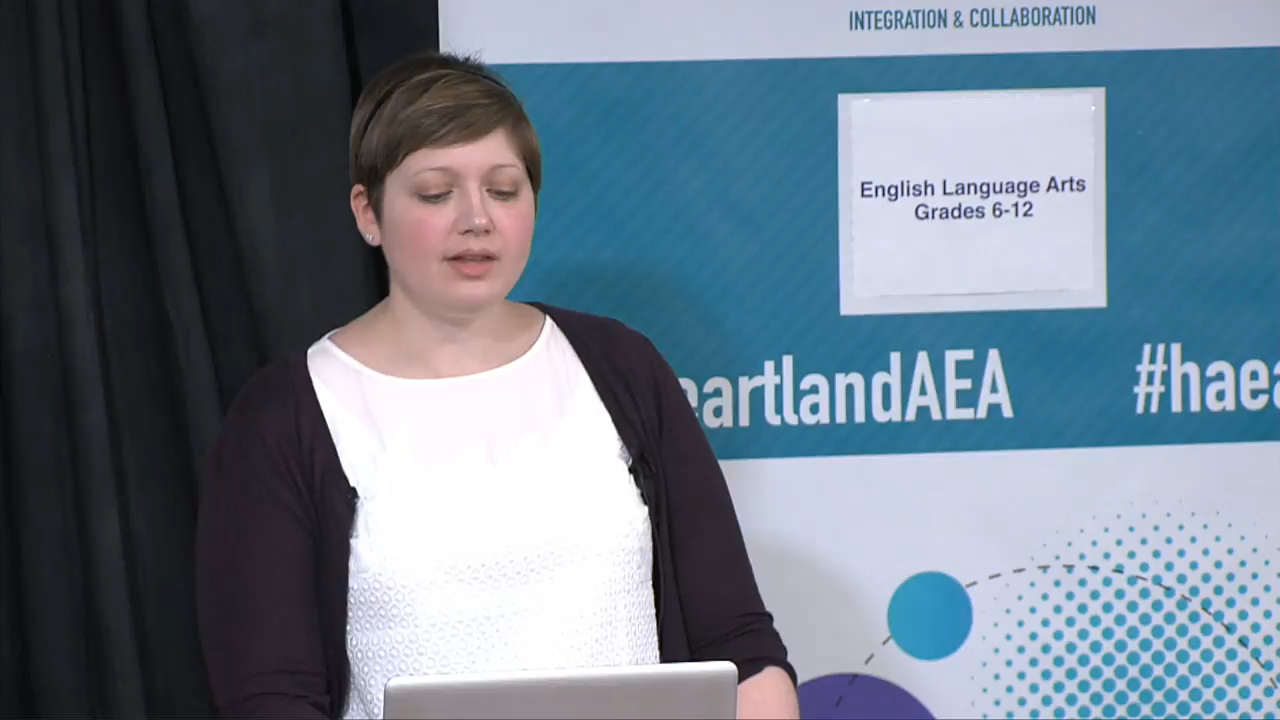 INTEGRATION & COLLABORATION
English Language Arts
Grades 6-12
eartlandAEA
#haea